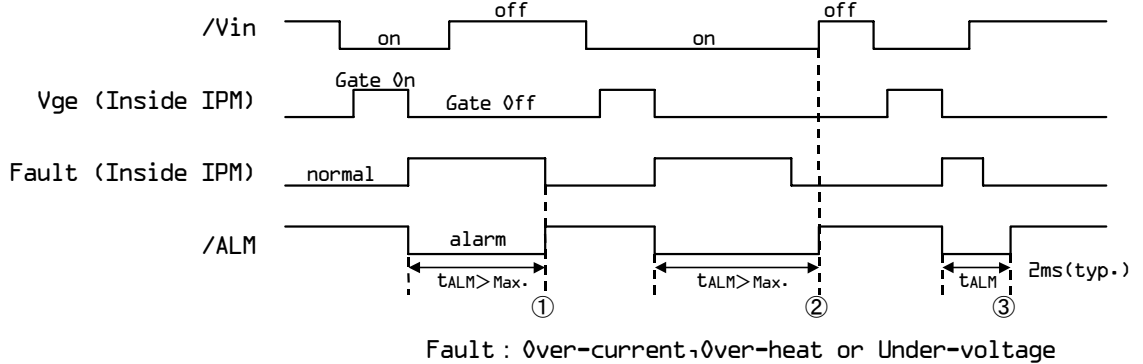 off
off
/Vin
on
on
Gate On
Vge (Inside IPM)
Gate Off
Fault (Inside IPM)
normal
/ALM
alarm
2ms(typ.)
tALM>Max.
tALM>Max.
tALM
①
②
③
Fault : Over-current,Over-heat or Under-voltage